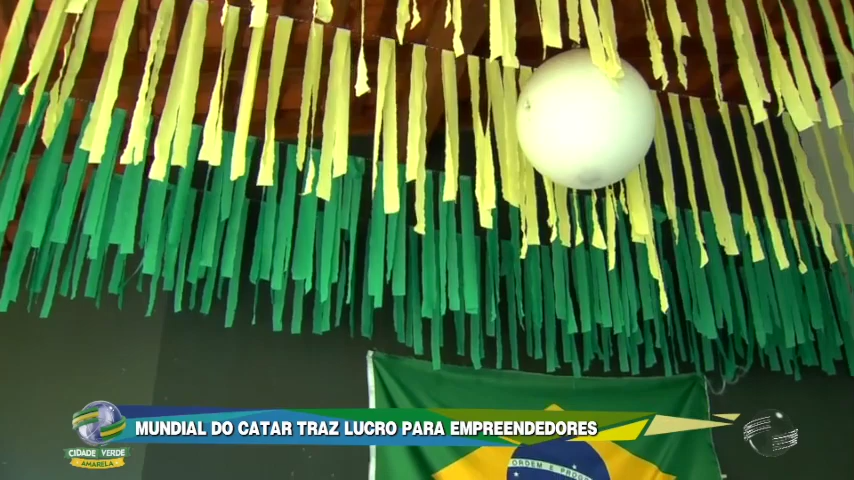 MUNDIAL DO CATAR TRAZ LUCRO PARA EMPREENDEDORES
CIDADE VERDE
AMARELA
ORDEM E PROG